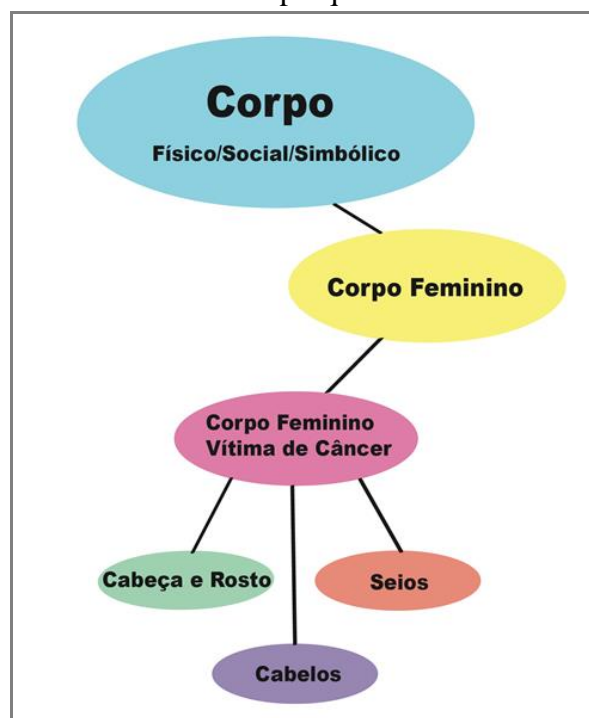 Corpo
Físico/Social/Simbólico
Corpo Feminino
Corpo Feminino
Vítima de Câncer
Cabeça e Rosto
Seios
Cabelos